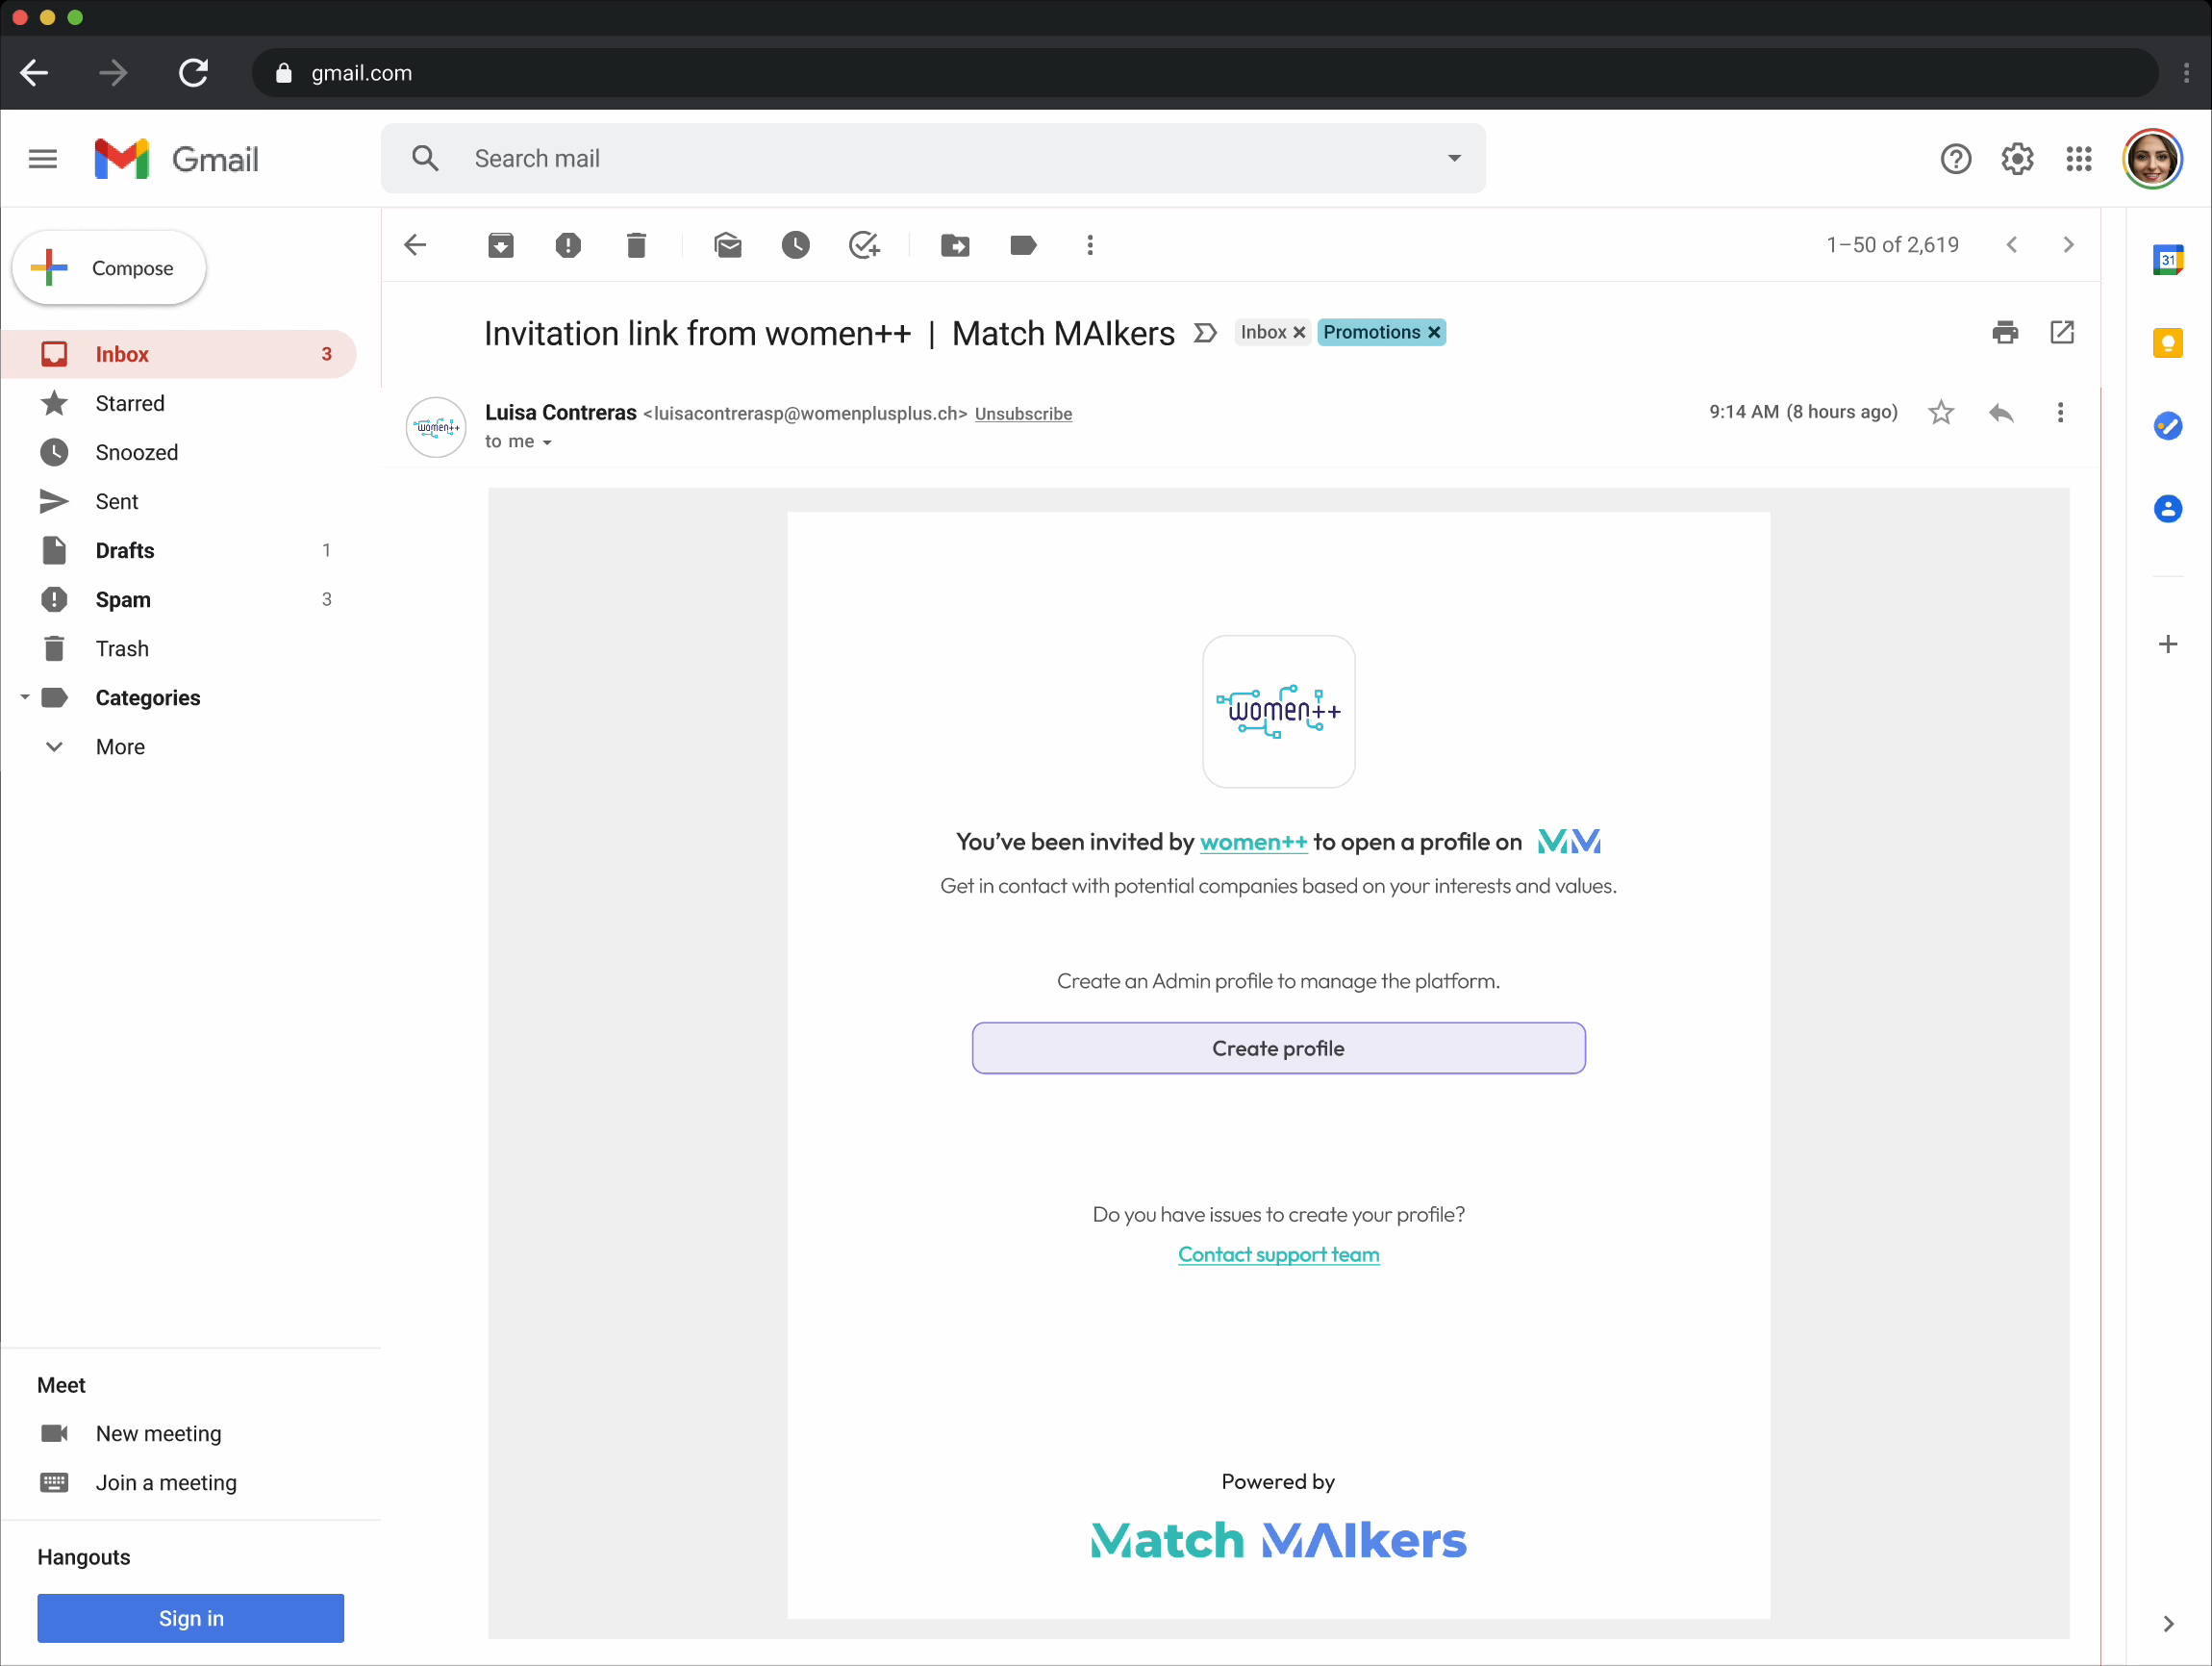 gmail.com
Gmail
Search mail
Compose
1–50 of 2,619
31
Inbox 3
Starred
Snoozed
Sent
Drafts 1
Spam 3
Trash
Categories
More
Invitation link from women++ | Match MAIkers Inbox × Promotions ×
women++
Luisa Contreras <luisacontrerasp@womenplusplus.ch> Unsubscribe
9:14 AM (8 hours ago)
to me
women++
You’ve been invited by women++ to open a profile on MM
Get in contact with potential companies based on your interests and values.
Create an Admin profile to manage the platform.
Create profile
Do you have issues to create your profile?
Contact support team
Powered by
Match MAIkers
Meet
New meeting
Join a meeting
Hangouts
Sign in